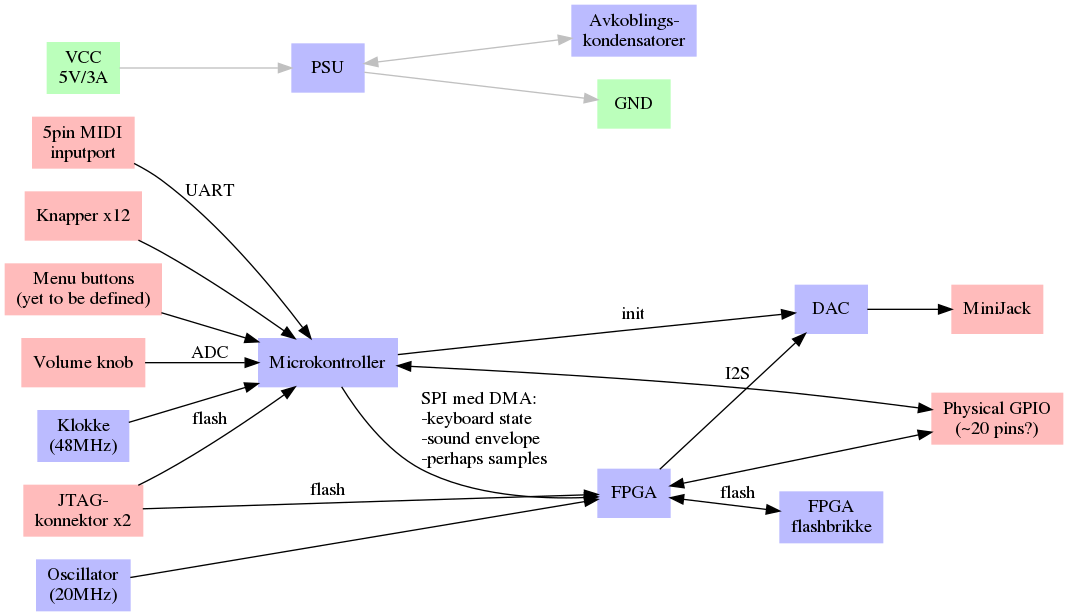 Avkoblings-
kondensatorer
VCC
5V/3A
PSU
GND
5pin MIDI
inputport
UART
Knapper x12
Menu buttons
(yet to be defined)
Volume knob
ADC
Microkontroller
init
DAC
MiniJack
I2S
SPI med DMA:
-keyboard state
-sound envelope
-perhaps samples
Physical GPIO
(~20 pins?)
Klokke
(48MHz)
flash
JTAG-
konnektor x2
flash
FPGA
flash
FPGA
flashbrikke
Oscillator
(20MHz)